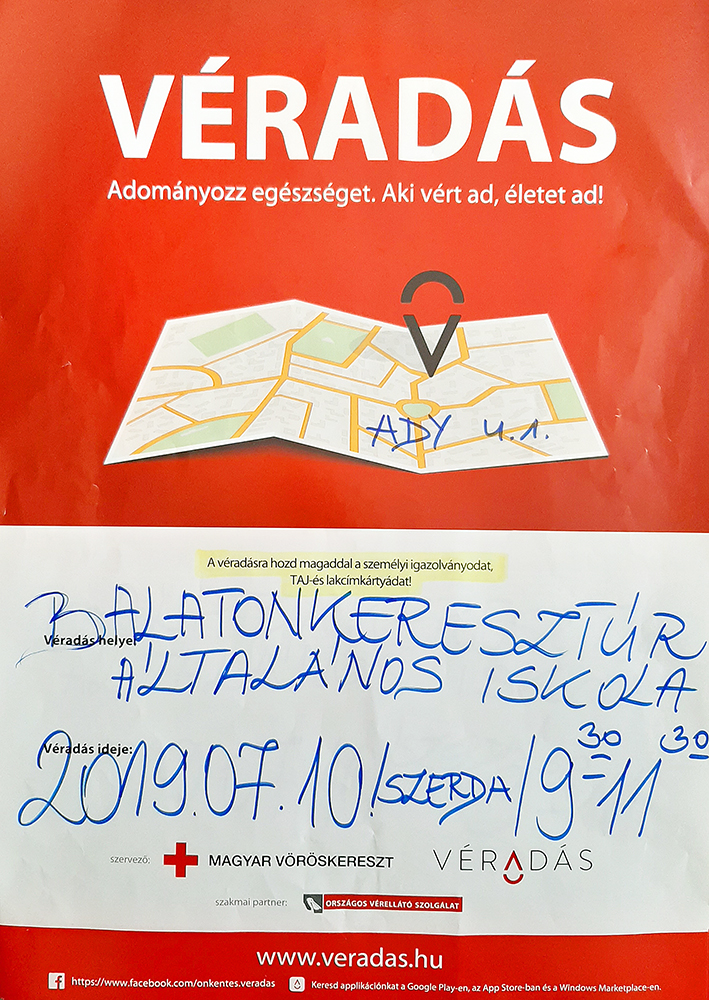 VÉRADÁS
Adományozz egészséget. Aki vért ad, életet ad!
ADY u. 1.
A véradásra hozd magaddal a személyi igazolványodat,
TAJ-és lakcímkártyádat!
Véradás helye:
BALATONKERESZTÚR
ÁLTALÁNOS ISKOLA
Véradás ideje:
2019.07.10./SZERDA/9³⁰-11³⁰
szervező: MAGYAR VÖRÖSKERESZT VÉRADÁS
szakmai partner: ORSZÁGOS VÉRELLÁTÓ SZOLGÁLAT
www.veradas.hu
https://www.facebook.com/onkentes.veradas Keresd applikációnkat a Google Play-en, az App Store-ban és a Windows Marketplace-en.